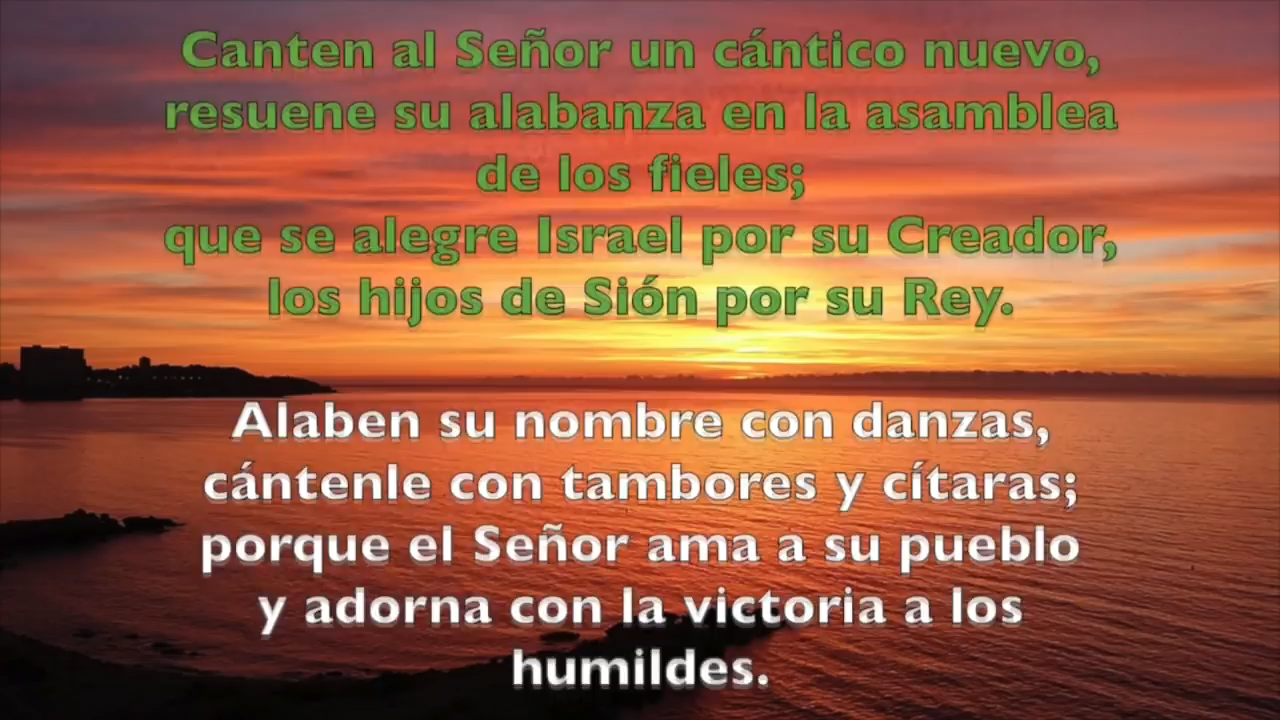 Canten al Señor un cántico nuevo,
resuene su alabanza en la asamblea
de los fieles;
que se alegre Israel por su Creador,
los hijos de Sión por su Rey.
Alaben su nombre con danzas,
cántenle con tambores y cítaras;
porque el Señor ama a su pueblo
y adorna con la victoria a los
humildes.